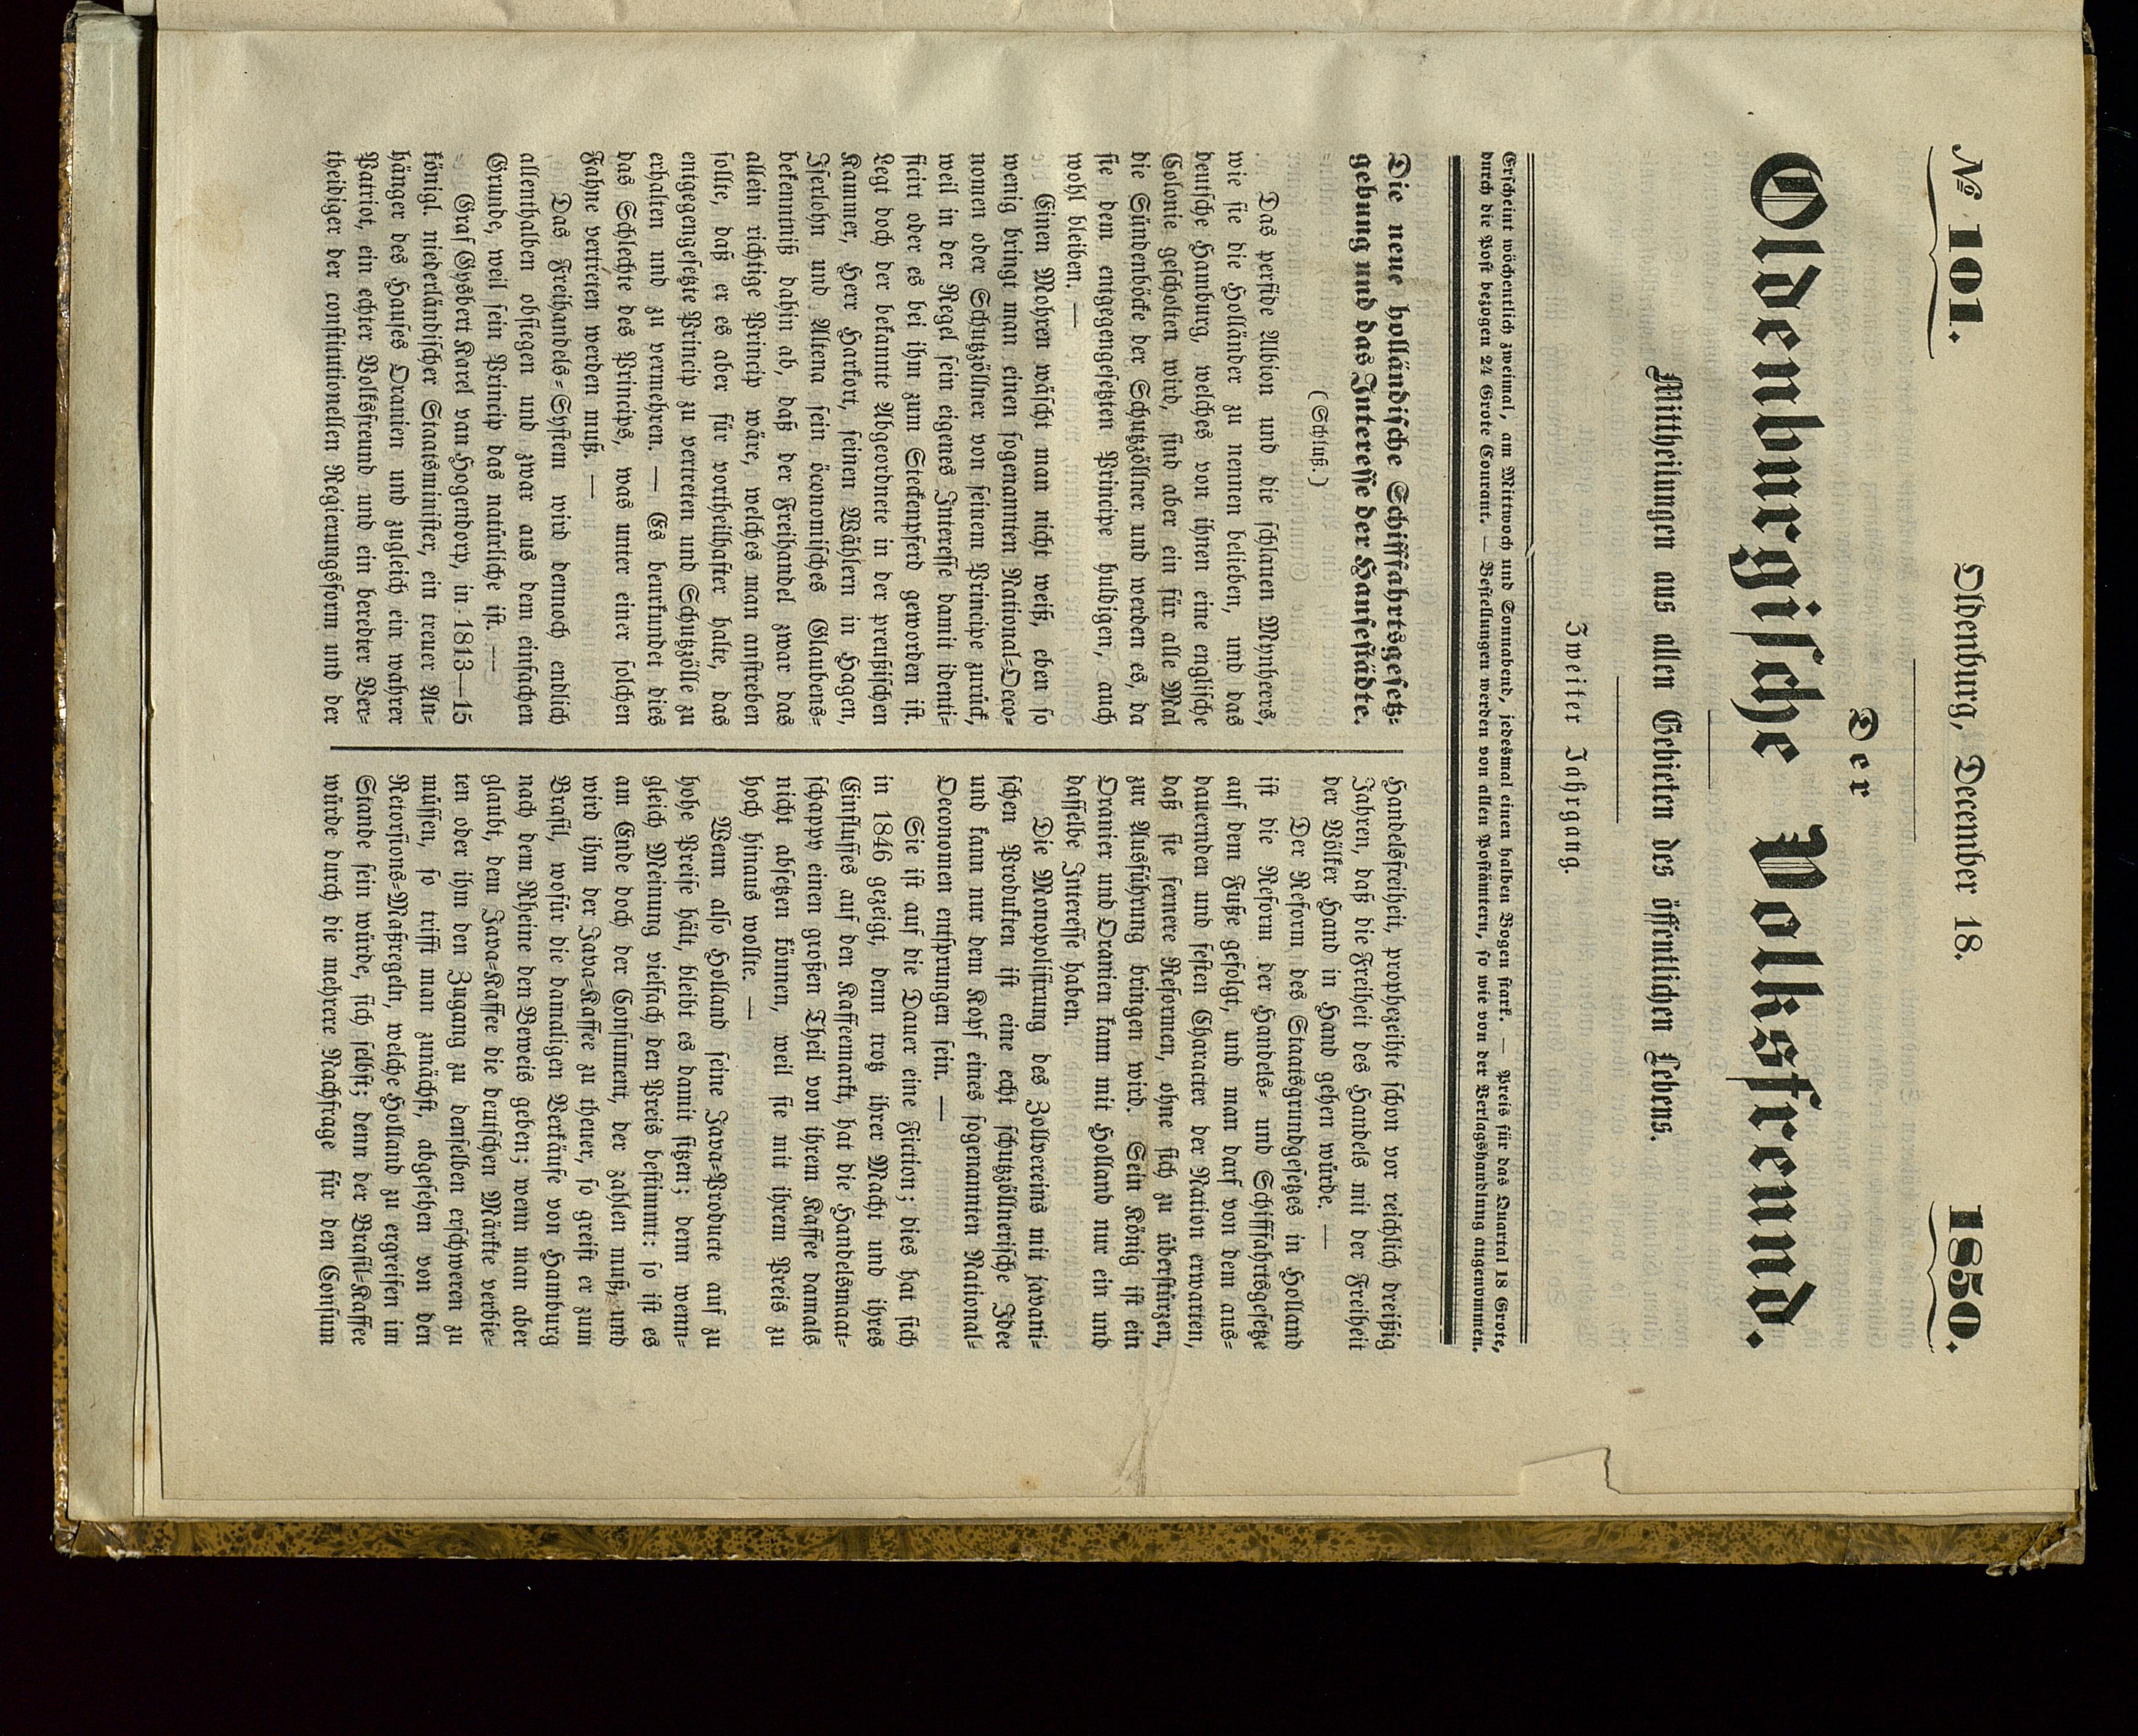 № 101.
Oldenburg, December 18.
1850.
Der
Oldenburgische Volksfreund.
Mittheilungen aus allen Gebieten des öffentlichen Lebens.
Zweiter Jahrgang.
Erscheint wöchentlich zweimal, am Mittwoch und Sonnabend, jedesmal einen halben Bogen stark. — Preis für das Quartal 18 Grote,
durch die Post bezogen 24 Grote Courant. — Bestellungen werden von allen Postämtern, so wie von der Verlagshandlung angenommen.
Die neue holländische Schifffahrtsgesetz-
gebung und das Interesse der Hansestädte.
(Schluß.)
Das perfide Albion und die schlauen Mynheers,
wie sie die Holländer zu nennen belieben, und das
deutsche Hamburg, welches von ihnen eine englische
Colonie gescholten wird, sind aber ein für alle Mal
die Sündenböcke der Schutzzöllner und werden es, da
sie dem entgegengesetzten Principe huldigen, auch
wohl bleiben. —
Einen Mohren wäscht man nicht weiß, eben so
wenig bringt man einen sogenannten National-Oeco-
nomen oder Schutzzöllner von seinem Principe zurück,
weil in der Regel sein eigenes Interesse damit identi-
ficirt oder es bei ihm zum Steckenpferd geworden ist.
Legt doch der bekannte Abgeordnete in der preußischen
Kammer, Herr Harkort, seinen Wählern in Hagen,
Iserlohn und Altena sein öconomisches Glaubens-
bekenntniß dahin ab, daß der Freihandel zwar das
allein richtige Princip wäre, welches man anstreben
sollte, daß er es aber für vortheilhafter halte, das
entgegengesetzte Princip zu vertreten und Schutzzölle zu
erhalten und zu vermehren. — Es beurkundet dies
das Schlechte des Princips, was unter einer solchen
Fahne vertreten werden muß. —
Das Freihandels-System wird dennoch endlich
allenthalben obsiegen und zwar aus dem einfachen
Grunde, weil sein Princip das natürliche ist. —
Graf Gysbert Karel van Hogendorp, in 1813—15
königl. niederländischer Staatsminister, ein treuer An-
hänger des Hauses Oranien und zugleich ein wahrer
Patriot, ein echter Volksfreund und ein beredter Ver-
theidiger der constitutionellen Regierungsform und der
Handelsfreiheit, prophezeihte schon vor reichlich dreißig
Jahren, daß die Freiheit des Handels mit der Freiheit
der Völker Hand in Hand gehen würde. —
Der Reform des Staatsgrundgesetzes in Holland
ist die Reform der Handels- und Schifffahrtsgesetze
auf dem Fuße gefolgt, und man darf von dem aus-
dauernden und festen Character der Nation erwarten,
daß sie fernere Reformen, ohne sich zu überstürzen,
zur Ausführung bringen wird. Sein König ist ein
Oranier und Oranien kann mit Holland nur ein und
dasselbe Interesse haben.
Die Monopolisirung des Zollvereins mit javani-
schen Produkten ist eine echt schutzzöllnerische Idee
und kann nur dem Kopf eines sogenannten National-
Oeconomen entsprungen sein. —
Sie ist auf die Dauer eine Fiction; dies hat sich
in 1846 gezeigt, denn trotz ihrer Macht und ihres
Einflusses auf den Kaffemarkt, hat die Handelsmaat-
schappy einen großen Theil von ihrem Kaffee damals
nicht absetzen können, weil sie mit ihrem Preis zu
hoch hinaus wollte. —
Wenn also Holland seine Java-Producte auf zu
hohe Preise hält, bleibt es damit sitzen; denn wenn-
gleich Meinung vielfach den Preis bestimmt: so ist es
am Ende doch der Consument, der zahlen muß, und
wird ihm der Java-Kaffee zu theuer, so greift er zum
Brasil, wofür die damaligen Verkäufe von Hamburg
nach dem Rheine den Beweis geben; wenn man aber
glaubt, dem Java-Kaffee die deutschen Märkte verbie-
ten oder ihm den Zugang zu denselben erschweren zu
müssen, so trifft man zunächst, abgesehen von den
Retorsions-Maßregeln, welche Holland zu ergreifen im
Stande sein würde, sich selbst; denn der Brasil-Kaffee
würde durch die mehrere Nachfrage für den Consum